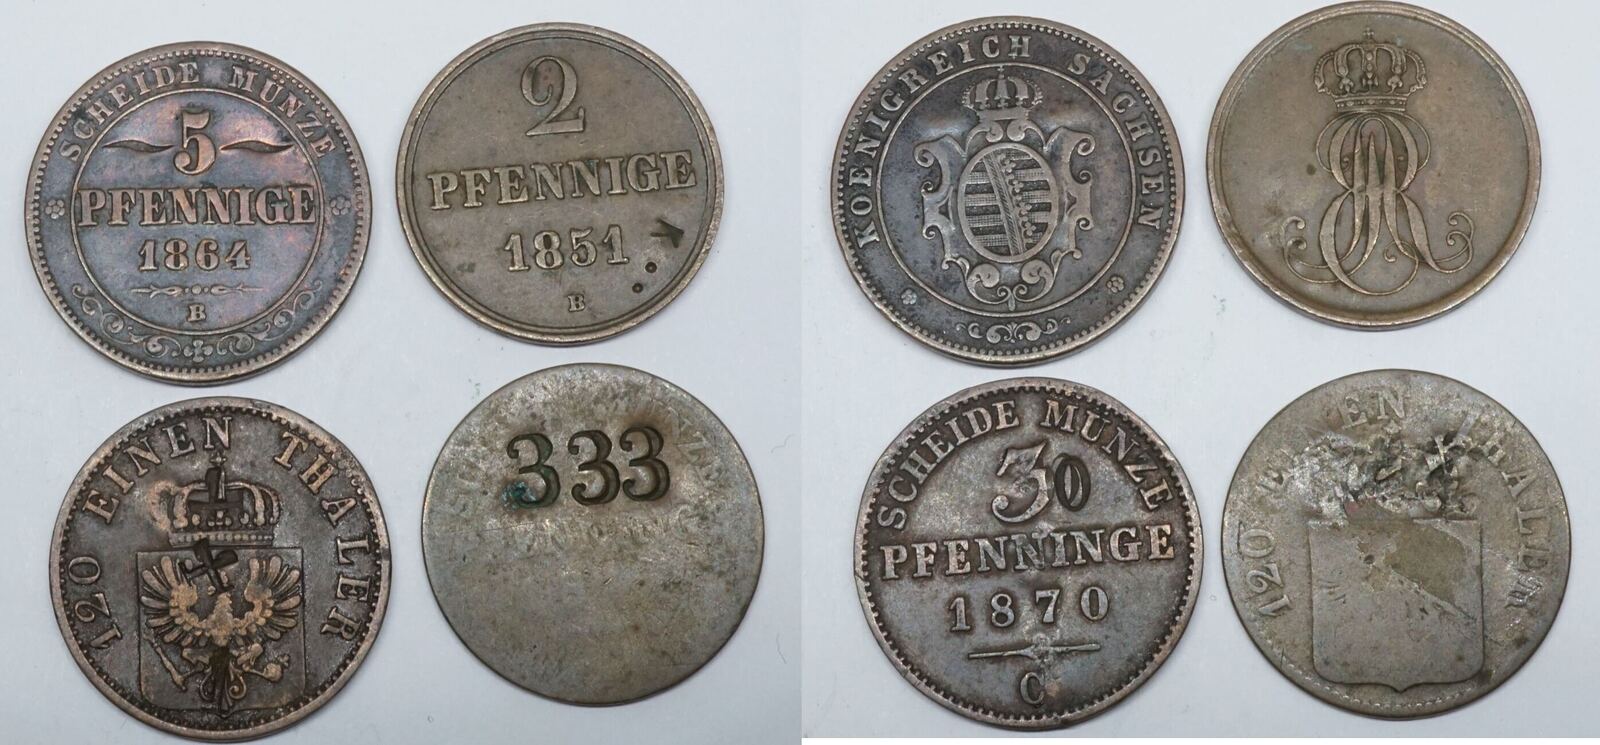 SCHEIDE MÜNZE
5
PFENNIGE
1864
B
2
PFENNIGE
1851
B
120 EINEN THALER
333
KOENIGREICH SACHSEN
SCHEIDE MÜNZE
30
PFENNINGE
1870
C
120 EINEN THALER